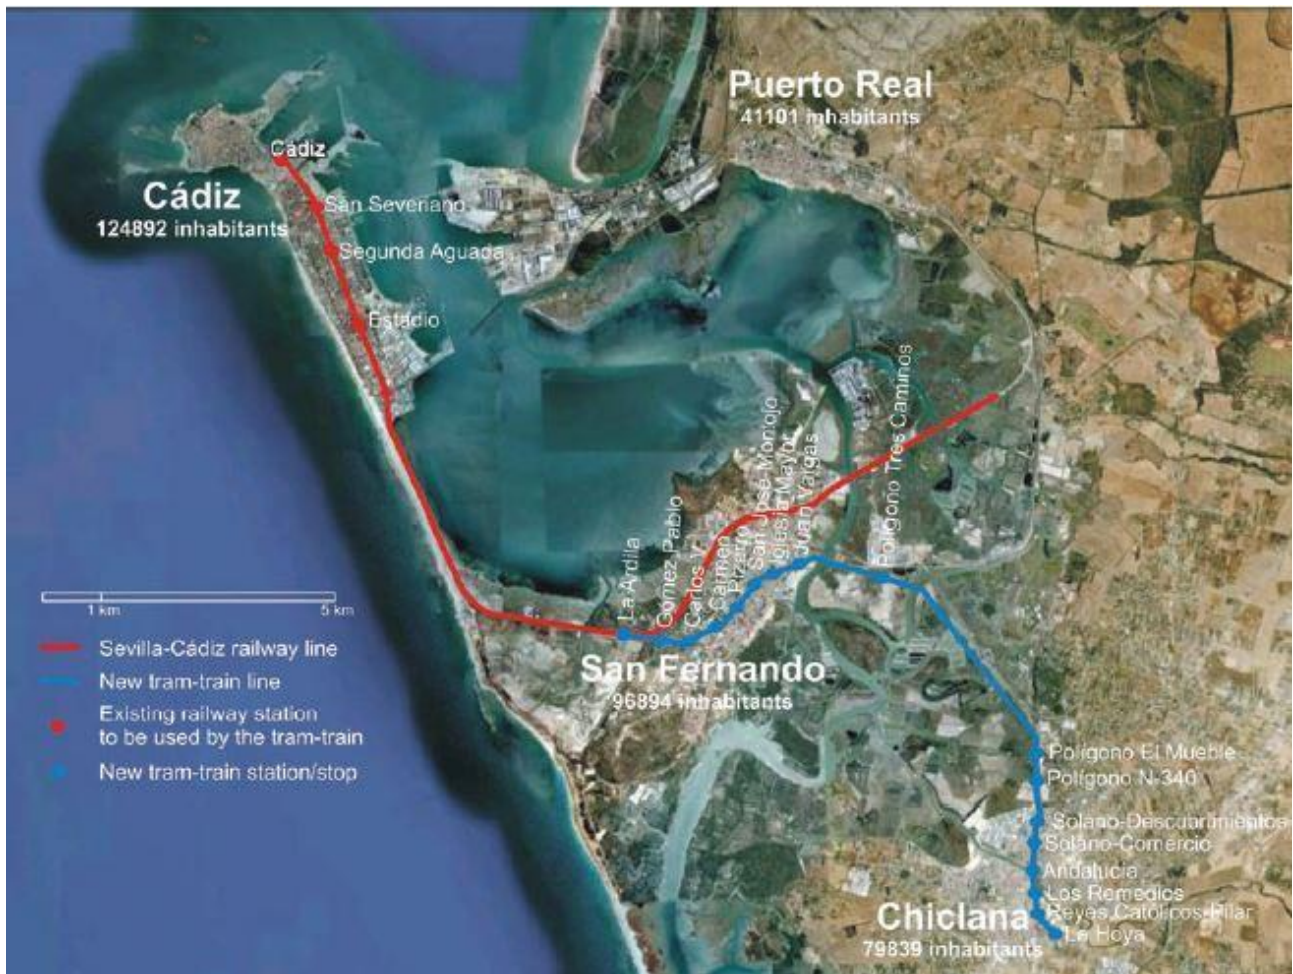 Puerto Real
41101 inhabitants
Cádiz
Cádiz
124892 inhabitants
San Severiano
Segunda Aguada
Estadio
La Ardila
Gómez Pablo
Carlos V
Carmen
Pizarro
San José-Montojo
Iglesia Mayor
Juan Vargas
Polígono Tres Caminos
1 km
5 km
Sevilla-Cádiz railway line
New tram-train line
Existing railway station
to be used by the tram-train
New tram-train station/stop
San Fernando
96894 inhabitants
Polígono El Mueble
Polígono N-340
Solano-Descubrimientos
Solano-Comercio
Andalucía
Los Remedios
Reyes Católicos-Pilar
La Hoya
Chiclana
79839 inhabitants